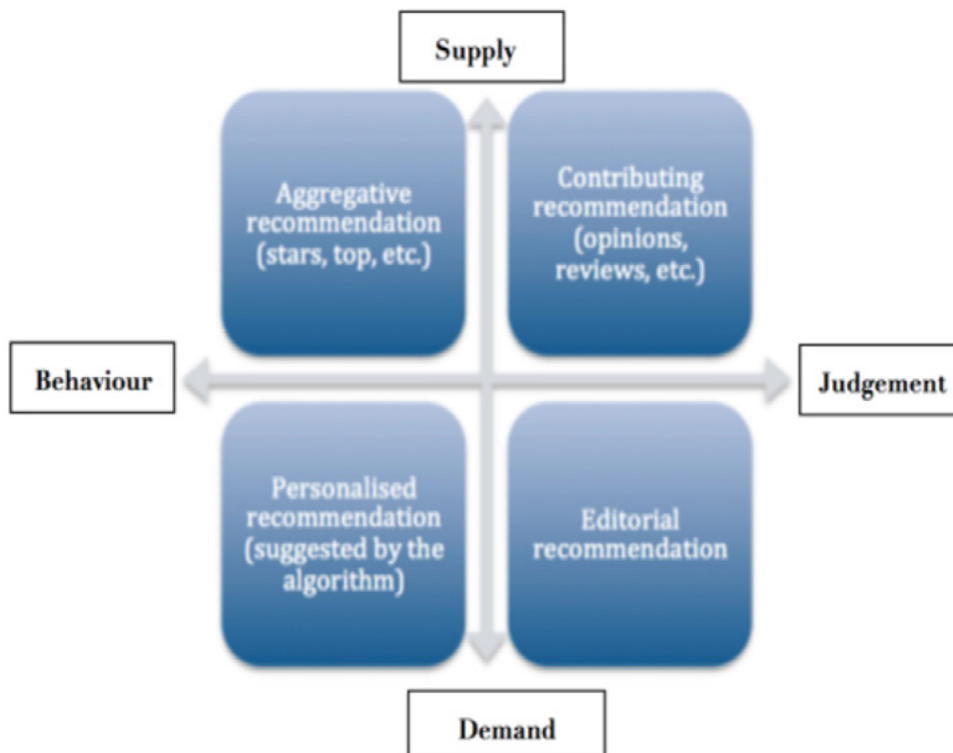 Supply
Aggregative
recommendation
(stars, top, etc.)
Contributing
recommendation
(opinions,
reviews, etc.)
Behaviour
Judgement
Personalised
recommendation
(suggested by the
algorithm)
Editorial
recommendation
Demand